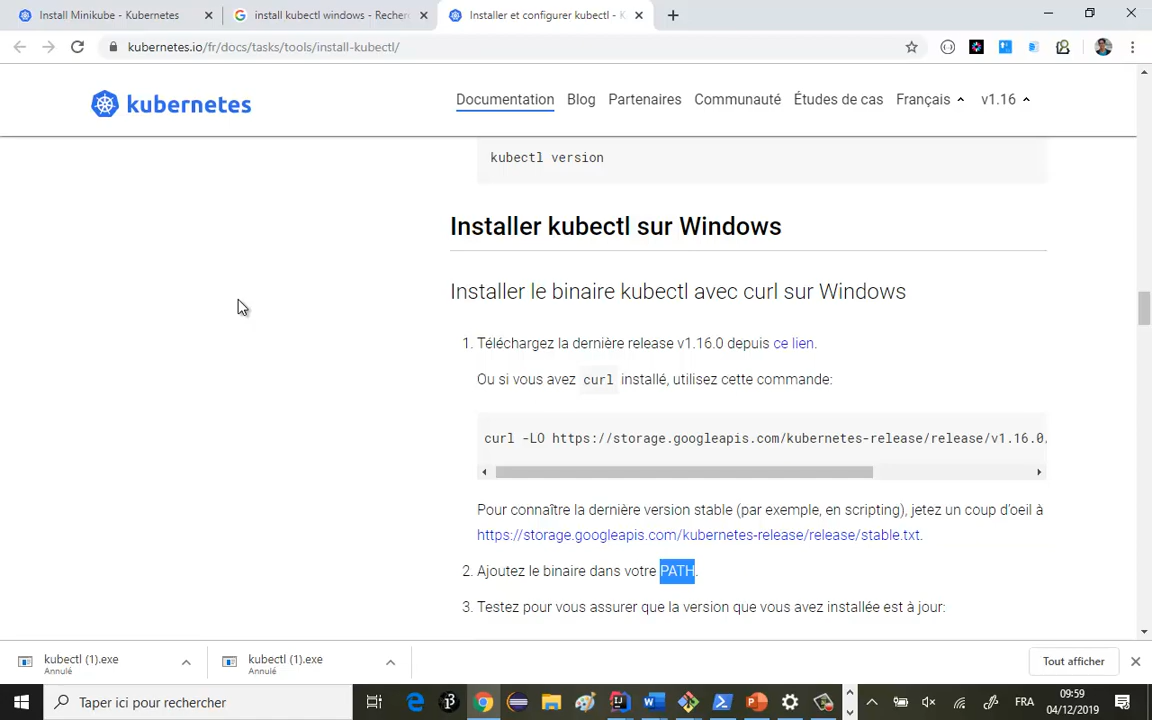 Install Minikube - Kubernetes
install kubectl windows - Recher
Installer et configurer kubectl - K
kubernetes.io/fr/docs/tasks/tools/install-kubectl/
kubernetes
Documentation
Blog
Partenaires
Communauté
Études de cas
Français
v1.16
kubectl version
Installer kubectl sur Windows
Installer le binaire kubectl avec curl sur Windows
1. Téléchargez la dernière release v1.16.0 depuis ce lien.
Ou si vous avez curl installé, utilisez cette commande:
curl -LO https://storage.googleapis.com/kubernetes-release/release/v1.16.0.
Pour connaître la dernière version stable (par exemple, en scripting), jetez un coup d'oeil à
https://storage.googleapis.com/kubernetes-release/release/stable.txt.
2. Ajoutez le binaire dans votre PATH.
3. Testez pour vous assurer que la version que vous avez installée est à jour:
kubectl (1).exe
Annulé
kubectl (1).exe
Annulé
Tout afficher
Taper ici pour rechercher
FRA
09:59
04/12/2019